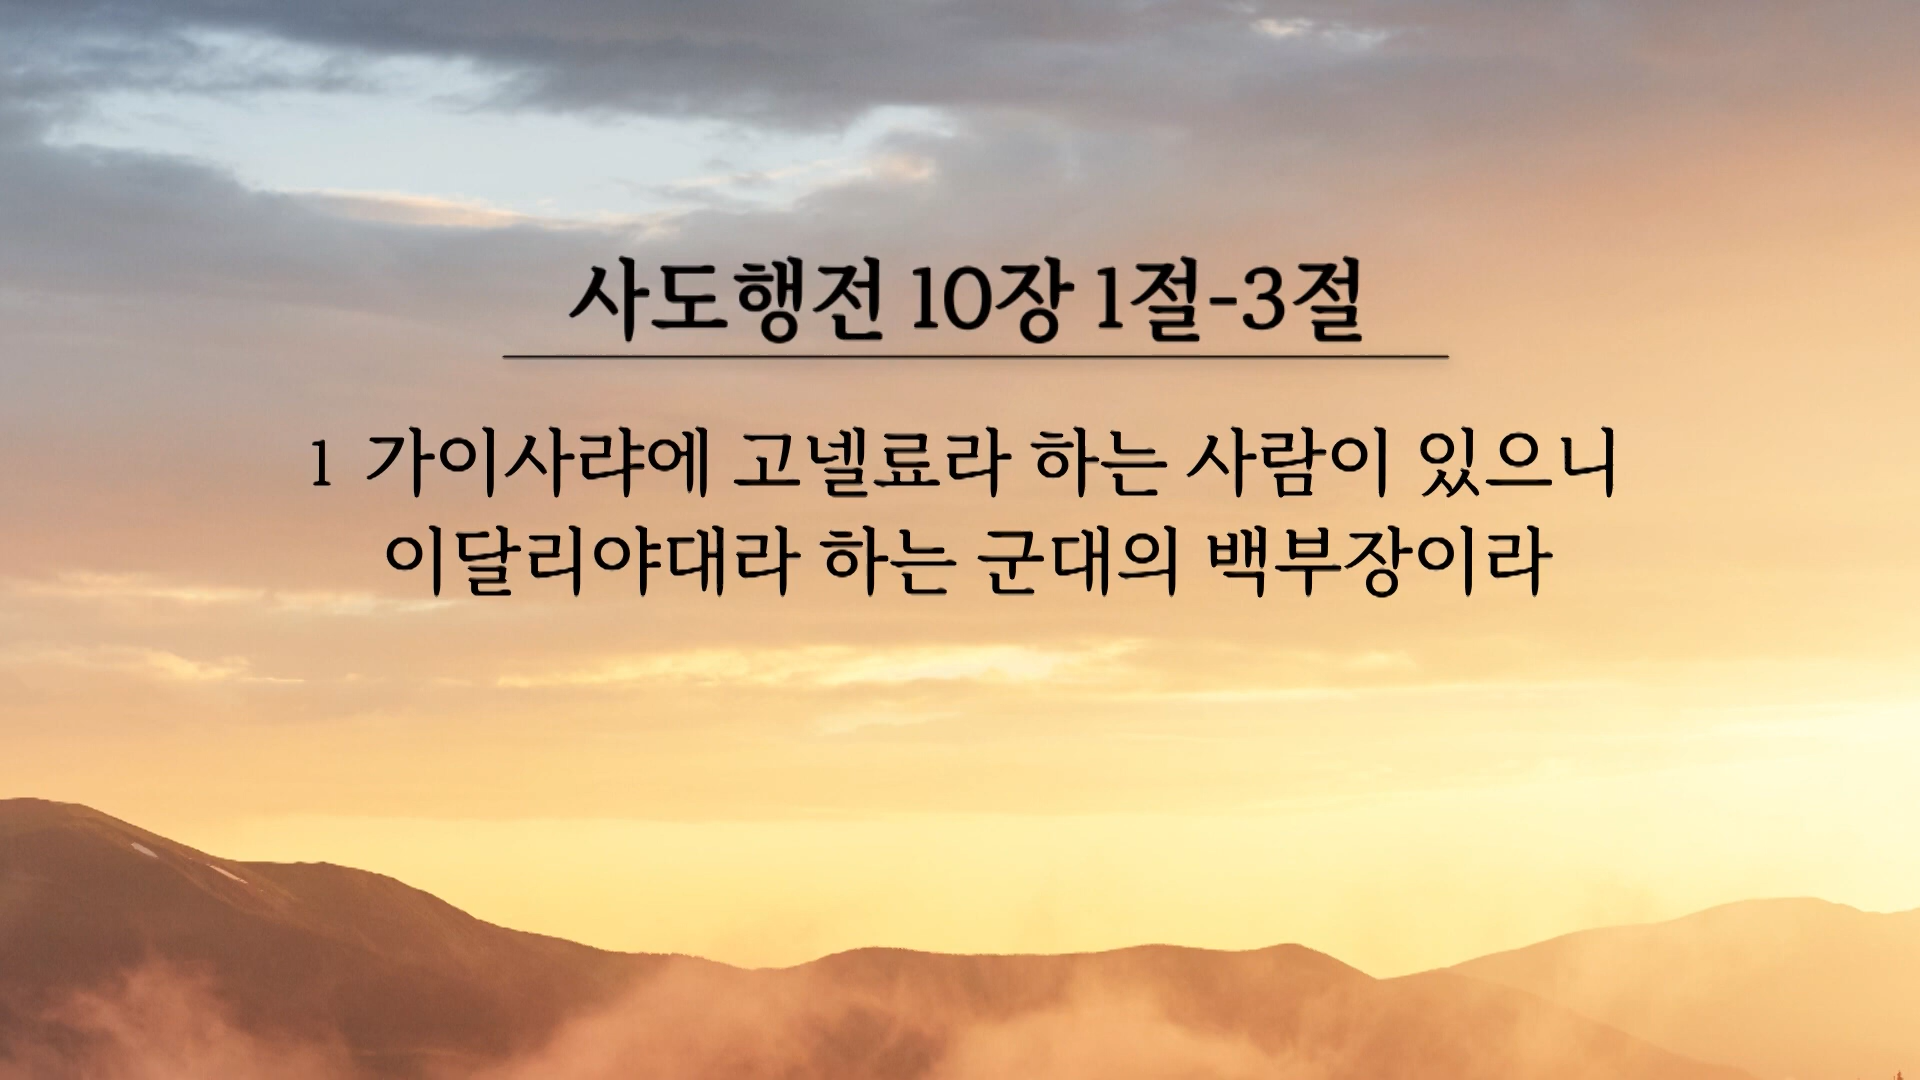 사도행전 10장 1절-3절
1 가이사랴에 고넬료라 하는 사람이 있으니
이달리야대라 하는 군대의 백부장이라